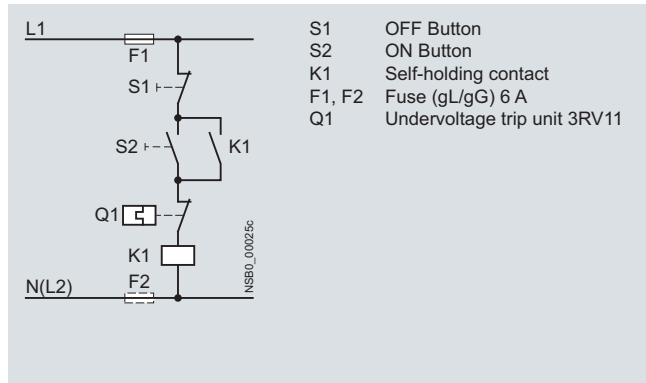 L1
F1
S1
S2
K1
Q1
K1
F2
N(L2)
NSB0_00025c
S1 OFF Button
S2 ON Button
K1 Self-holding contact
F1, F2 Fuse (gL/gG) 6 A
Q1 Undervoltage trip unit 3RV11